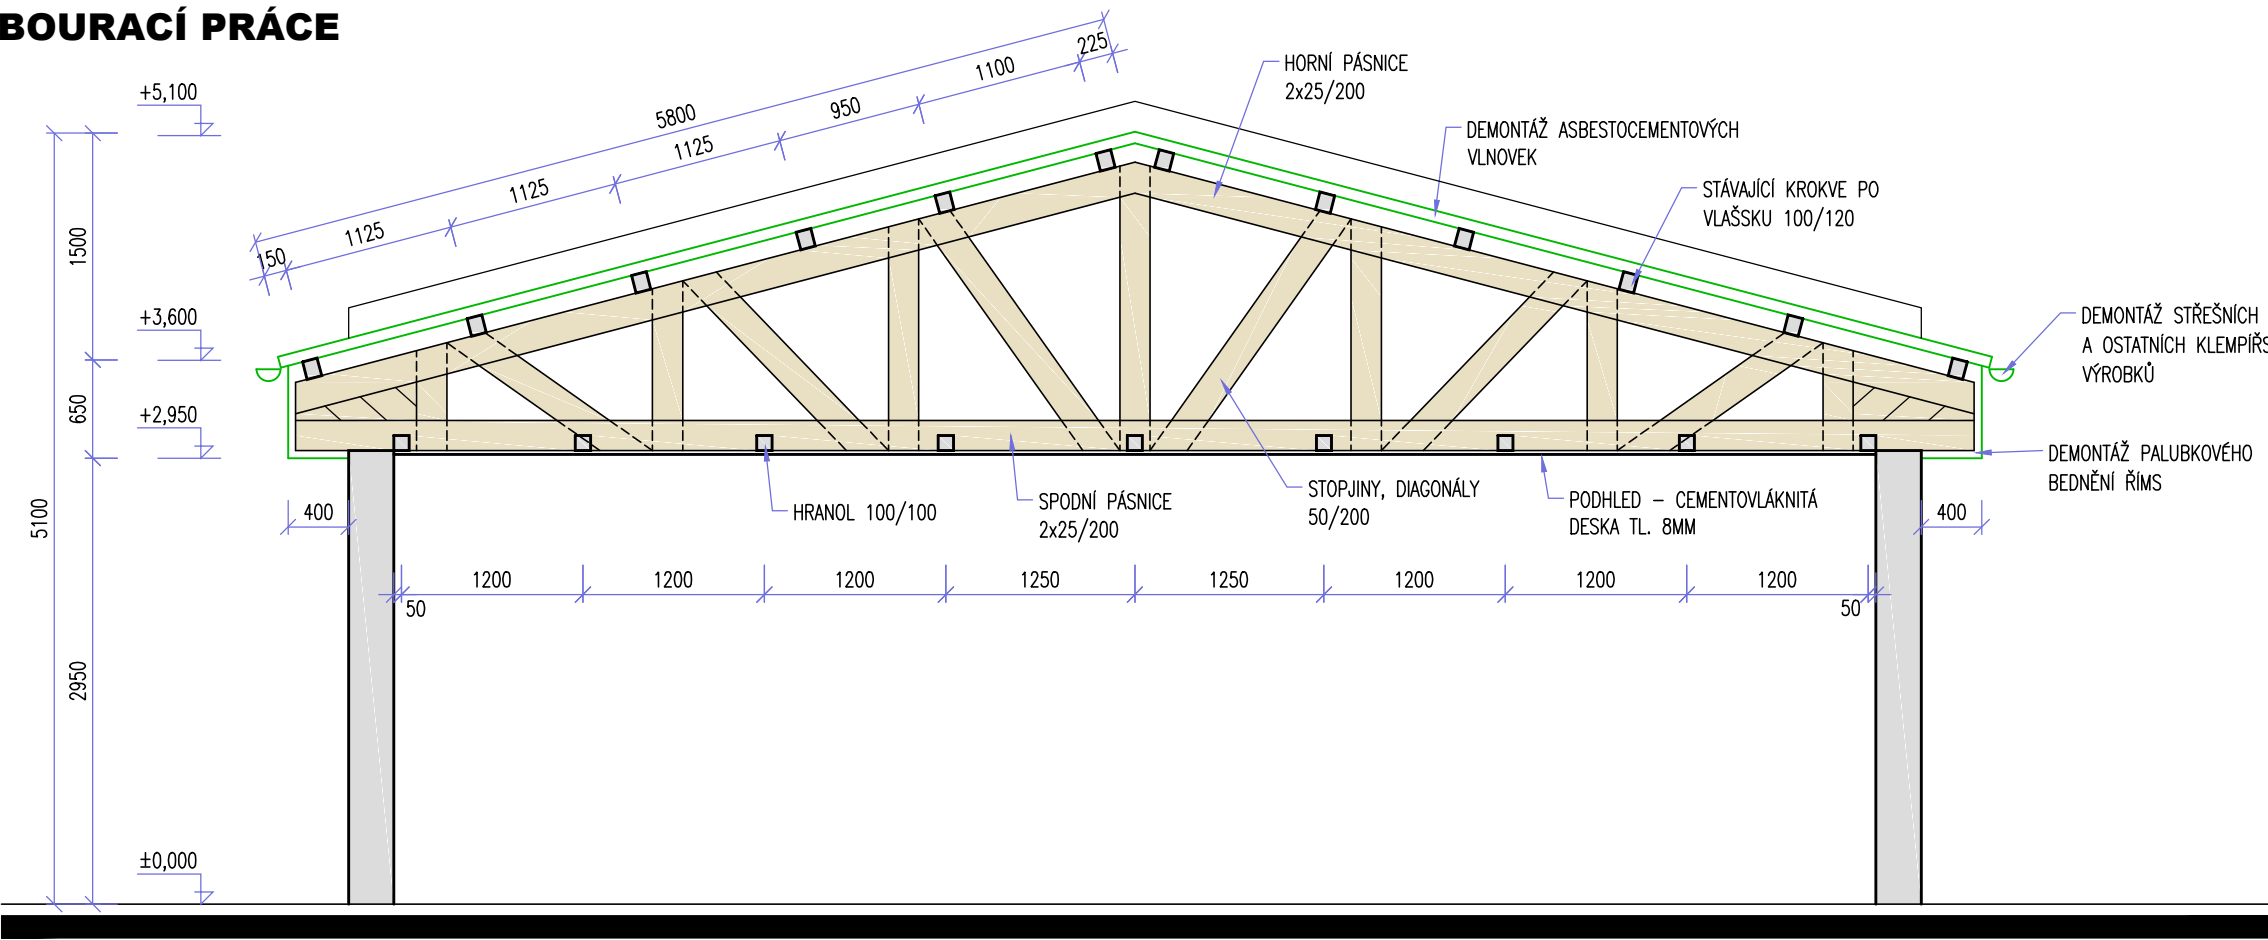 BOURACÍ PRÁCE
+5,100
+3,600
+2,950
±0,000
1500
650
5100
2950
5800
150
1125
1125
1125
950
1100
225
HORNÍ PÁSNICE
2x25/200
DEMONTÁŽ ASBESTOCEMENTOVÝCH
VLNOVEK
STÁVAJÍCÍ KROKVE PO
VLAŠSKU 100/120
DEMONTÁŽ STŘEŠNÍCH
A OSTATNÍCH
VÝROBKŮ
DEMONTÁŽ PALUBKOVÉHO
BEDNĚNÍ ŘÍMS
HRANOL 100/100
SPODNÍ PÁSNICE
2x25/200
STOPJINY, DIAGONÁLY
50/200
PODHLED – CEMENTOVLÁKNITÁ
DESKA TL. 8MM
400
400
1200
1200
1200
1250
1250
1200
1200
1200
50
50